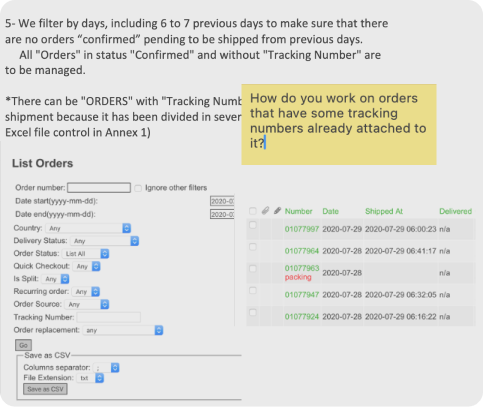 5- We filter by days, including 6 to 7 previous days to make sure that there
are no orders “confirmed” pending to be shipped from previous days.
All "Orders" in status "Confirmed" and without "Tracking Number" are
to be managed.
*There can be "ORDERS" with "Tracking Numb
shipment because it has been divided in sever
Excel file control in Annex 1)
How do you work on orders
that have some tracking
numbers already attached to
it?
List Orders
Order number: Ignore other filters
Date start(yyyy-mm-dd): 2020-0
Date end(yyyy-mm-dd): 2020-0
Country: Any
Delivery Status: Any
Order Status: List All
Quick Checkout: Any
Is Split: Any
Recurring order: Any
Order Source: Any
Tracking Number:
Order replacement: any
Go
Save as CSV
Columns separator: ;
File Extension: txt
Save as CSV
Number Date Shipped At Delivered
01077997 2020-07-29 2020-07-29 06:00:23 n/a
01077964 2020-07-28 2020-07-29 06:41:17 n/a
01077963 2020-07-28 n/a
packing
01077947 2020-07-28 2020-07-29 06:32:05 n/a
01077924 2020-07-28 2020-07-29 06:16:22 n/a